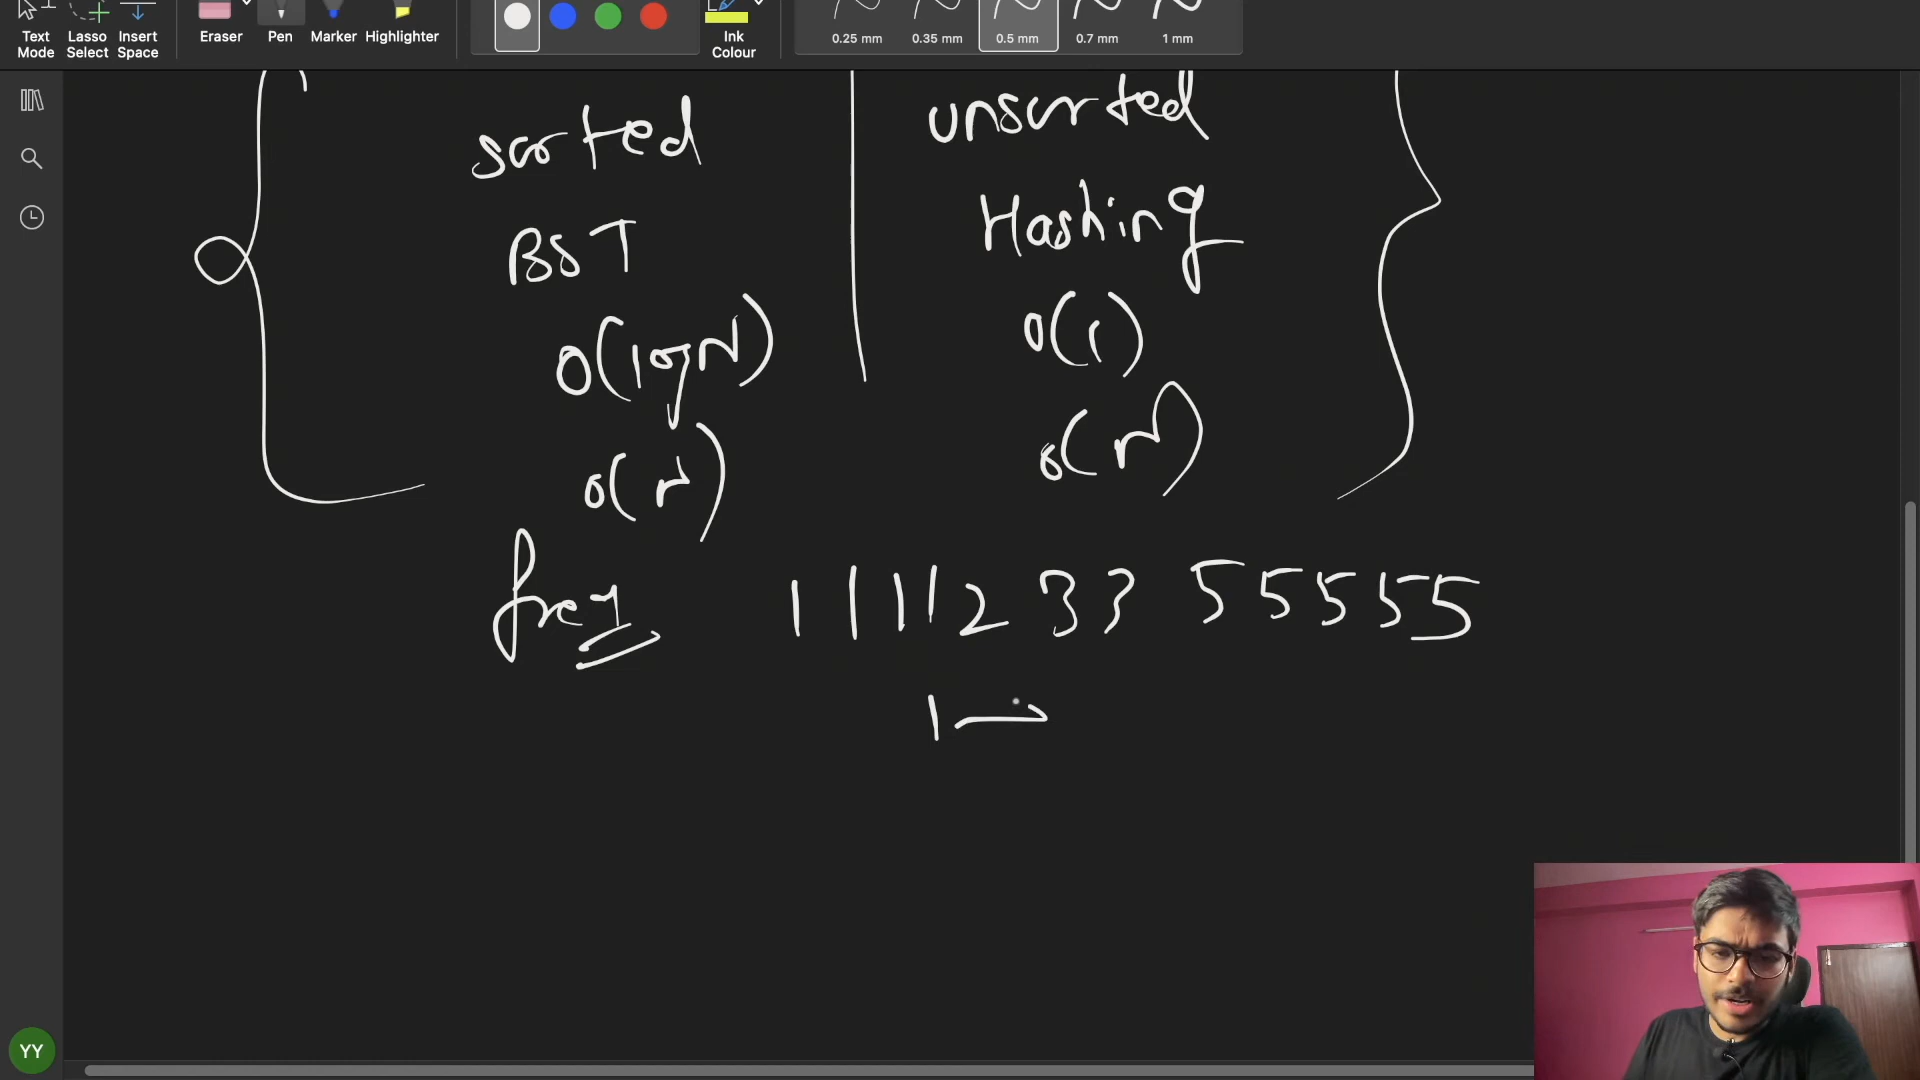 Text Mode
Lasso Select
Insert Space
Eraser
Pen
Marker
Highlighter
Ink Colour
0.25 mm
0.35 mm
0.5 mm
0.7 mm
1 mm
sorted
unsorted
BST
Hashing
O(logN)
O(1)
O(N)
O(N)
freq 1 1 1 1 2 3 3 5 5 5 5 5
1 →
YY